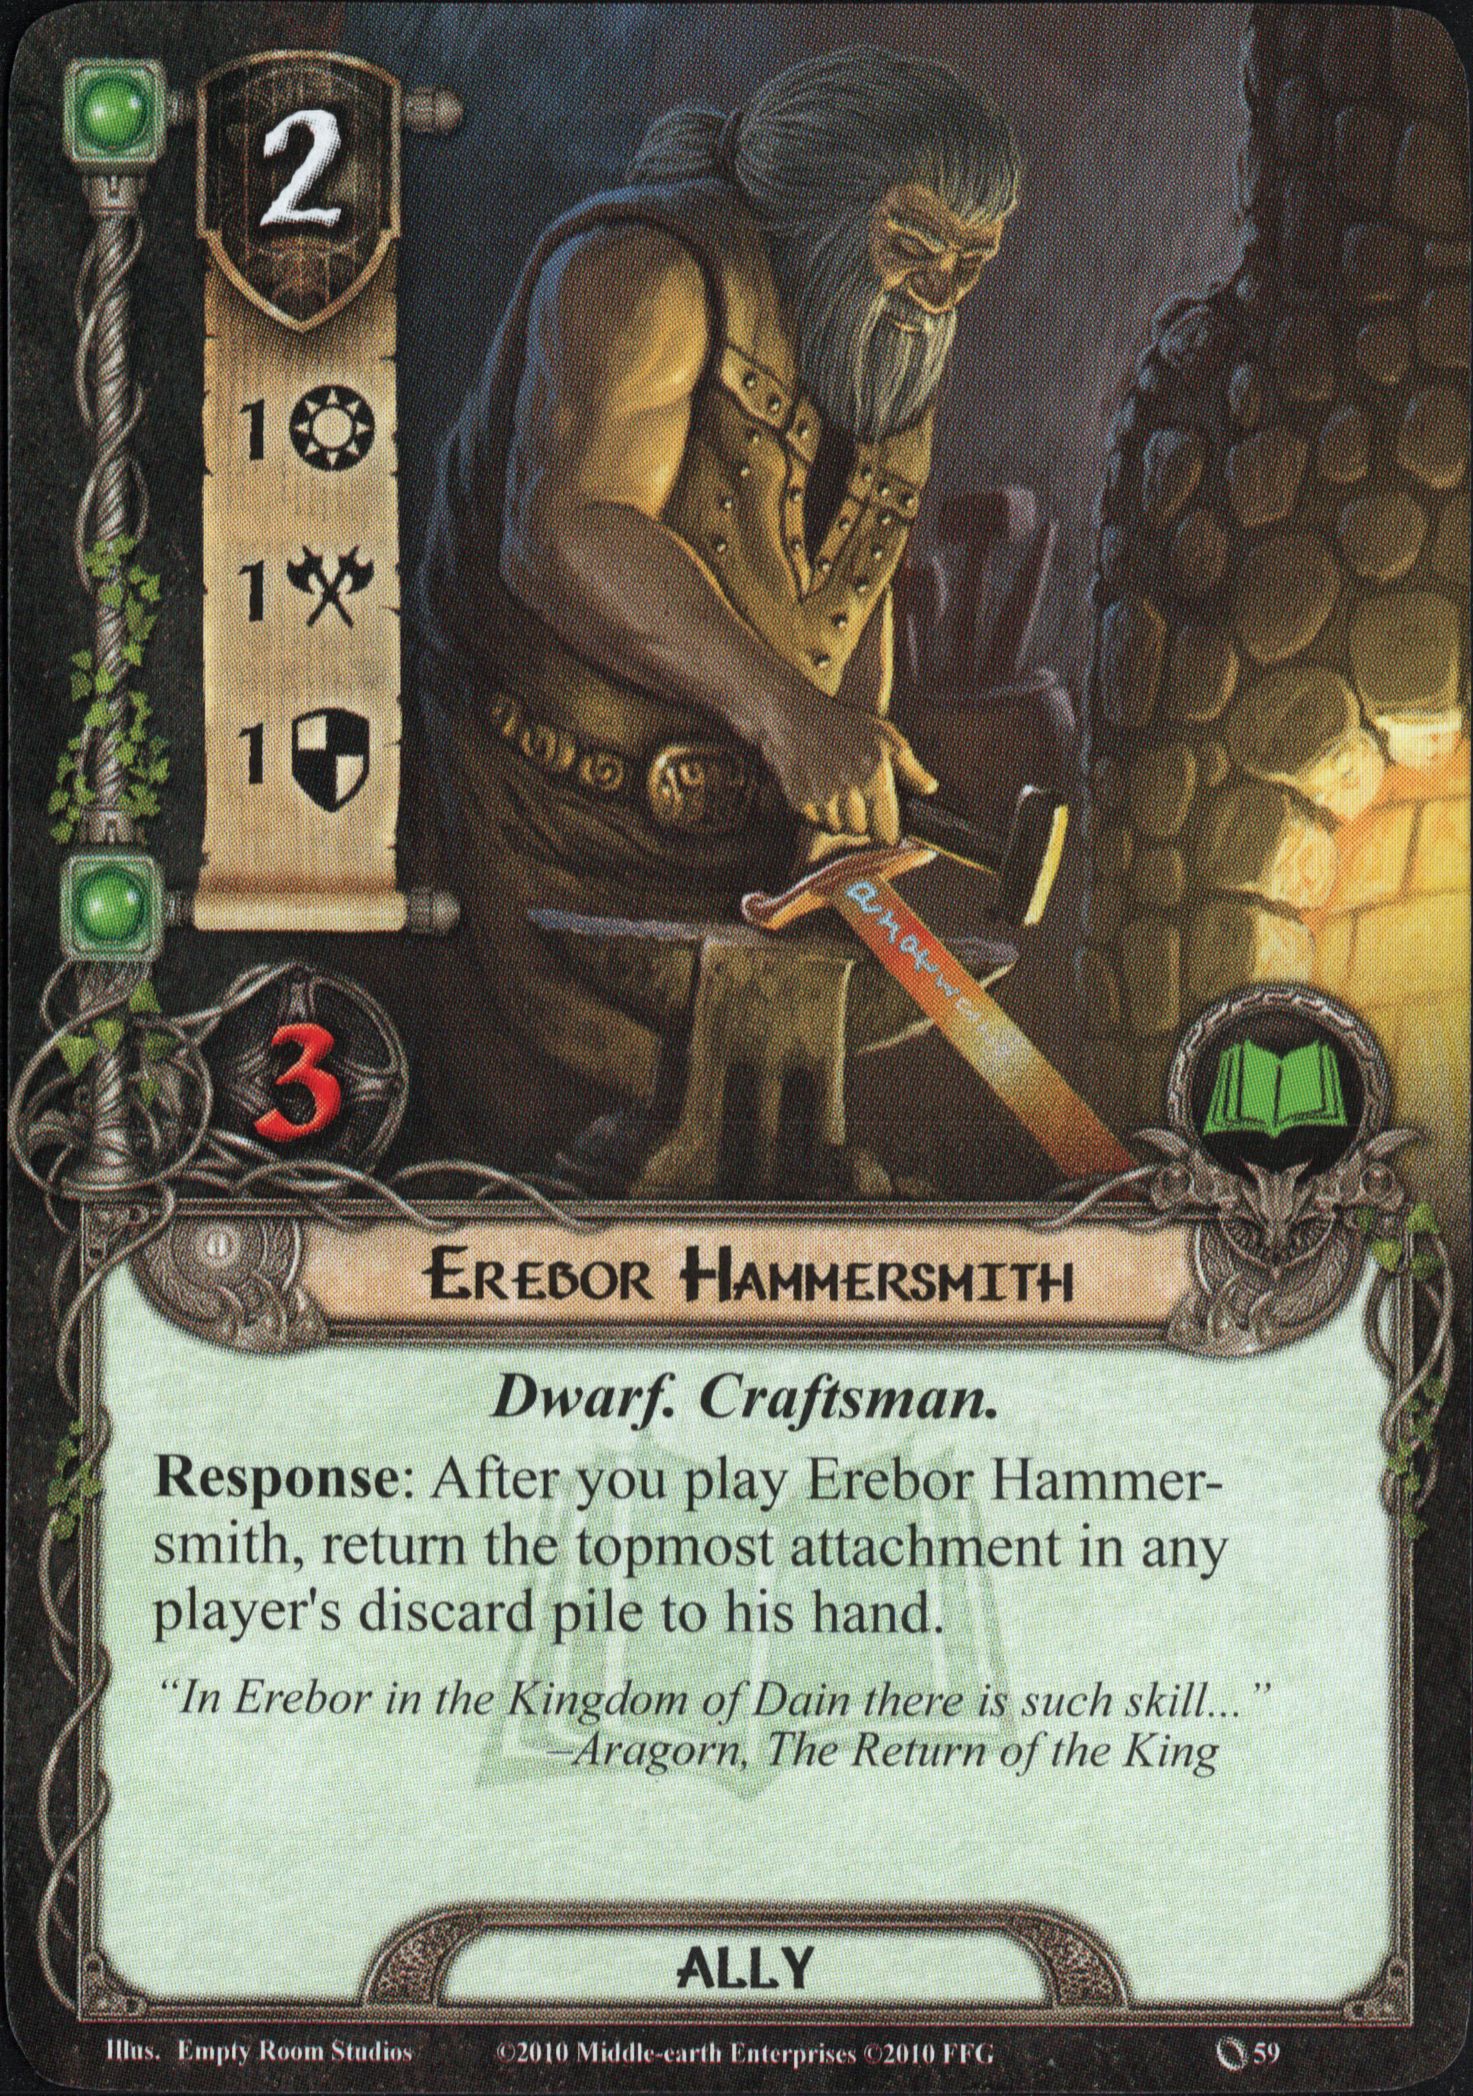 2
1
1
1
3
EREBOR HAMMERSMITH
Dwarf. Craftsman.
Response: After you play Erebor Hammer-
smith, return the topmost attachment in any
player's discard pile to his hand.
“In Erebor in the Kingdom of Dain there is such skill...”
–Aragorn, The Return of the King
ALLY
Illus. Empty Room Studios ©2010 Middle-earth Enterprises ©2010 FFG 59